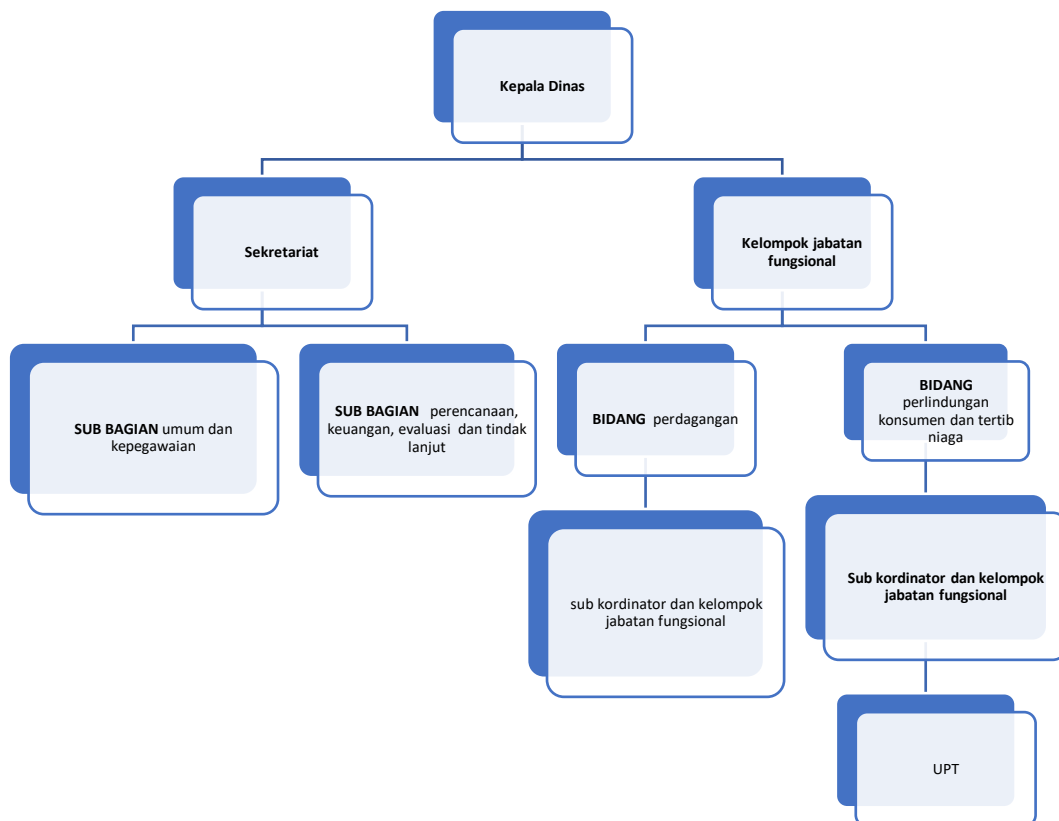 Kepala Dinas
Sekretariat
Kelompok jabatan
fungsional
SUB BAGIAN umum dan
kepegawaian
SUB BAGIAN perencanaan,
keuangan, evaluasi dan tindak
lanjut
BIDANG perdagangan
BIDANG
perlindungan
konsumen dan tertib
niaga
sub kordinator dan kelompok
jabatan fungsional
Sub kordinator dan kelompok
jabatan fungsional
UPT